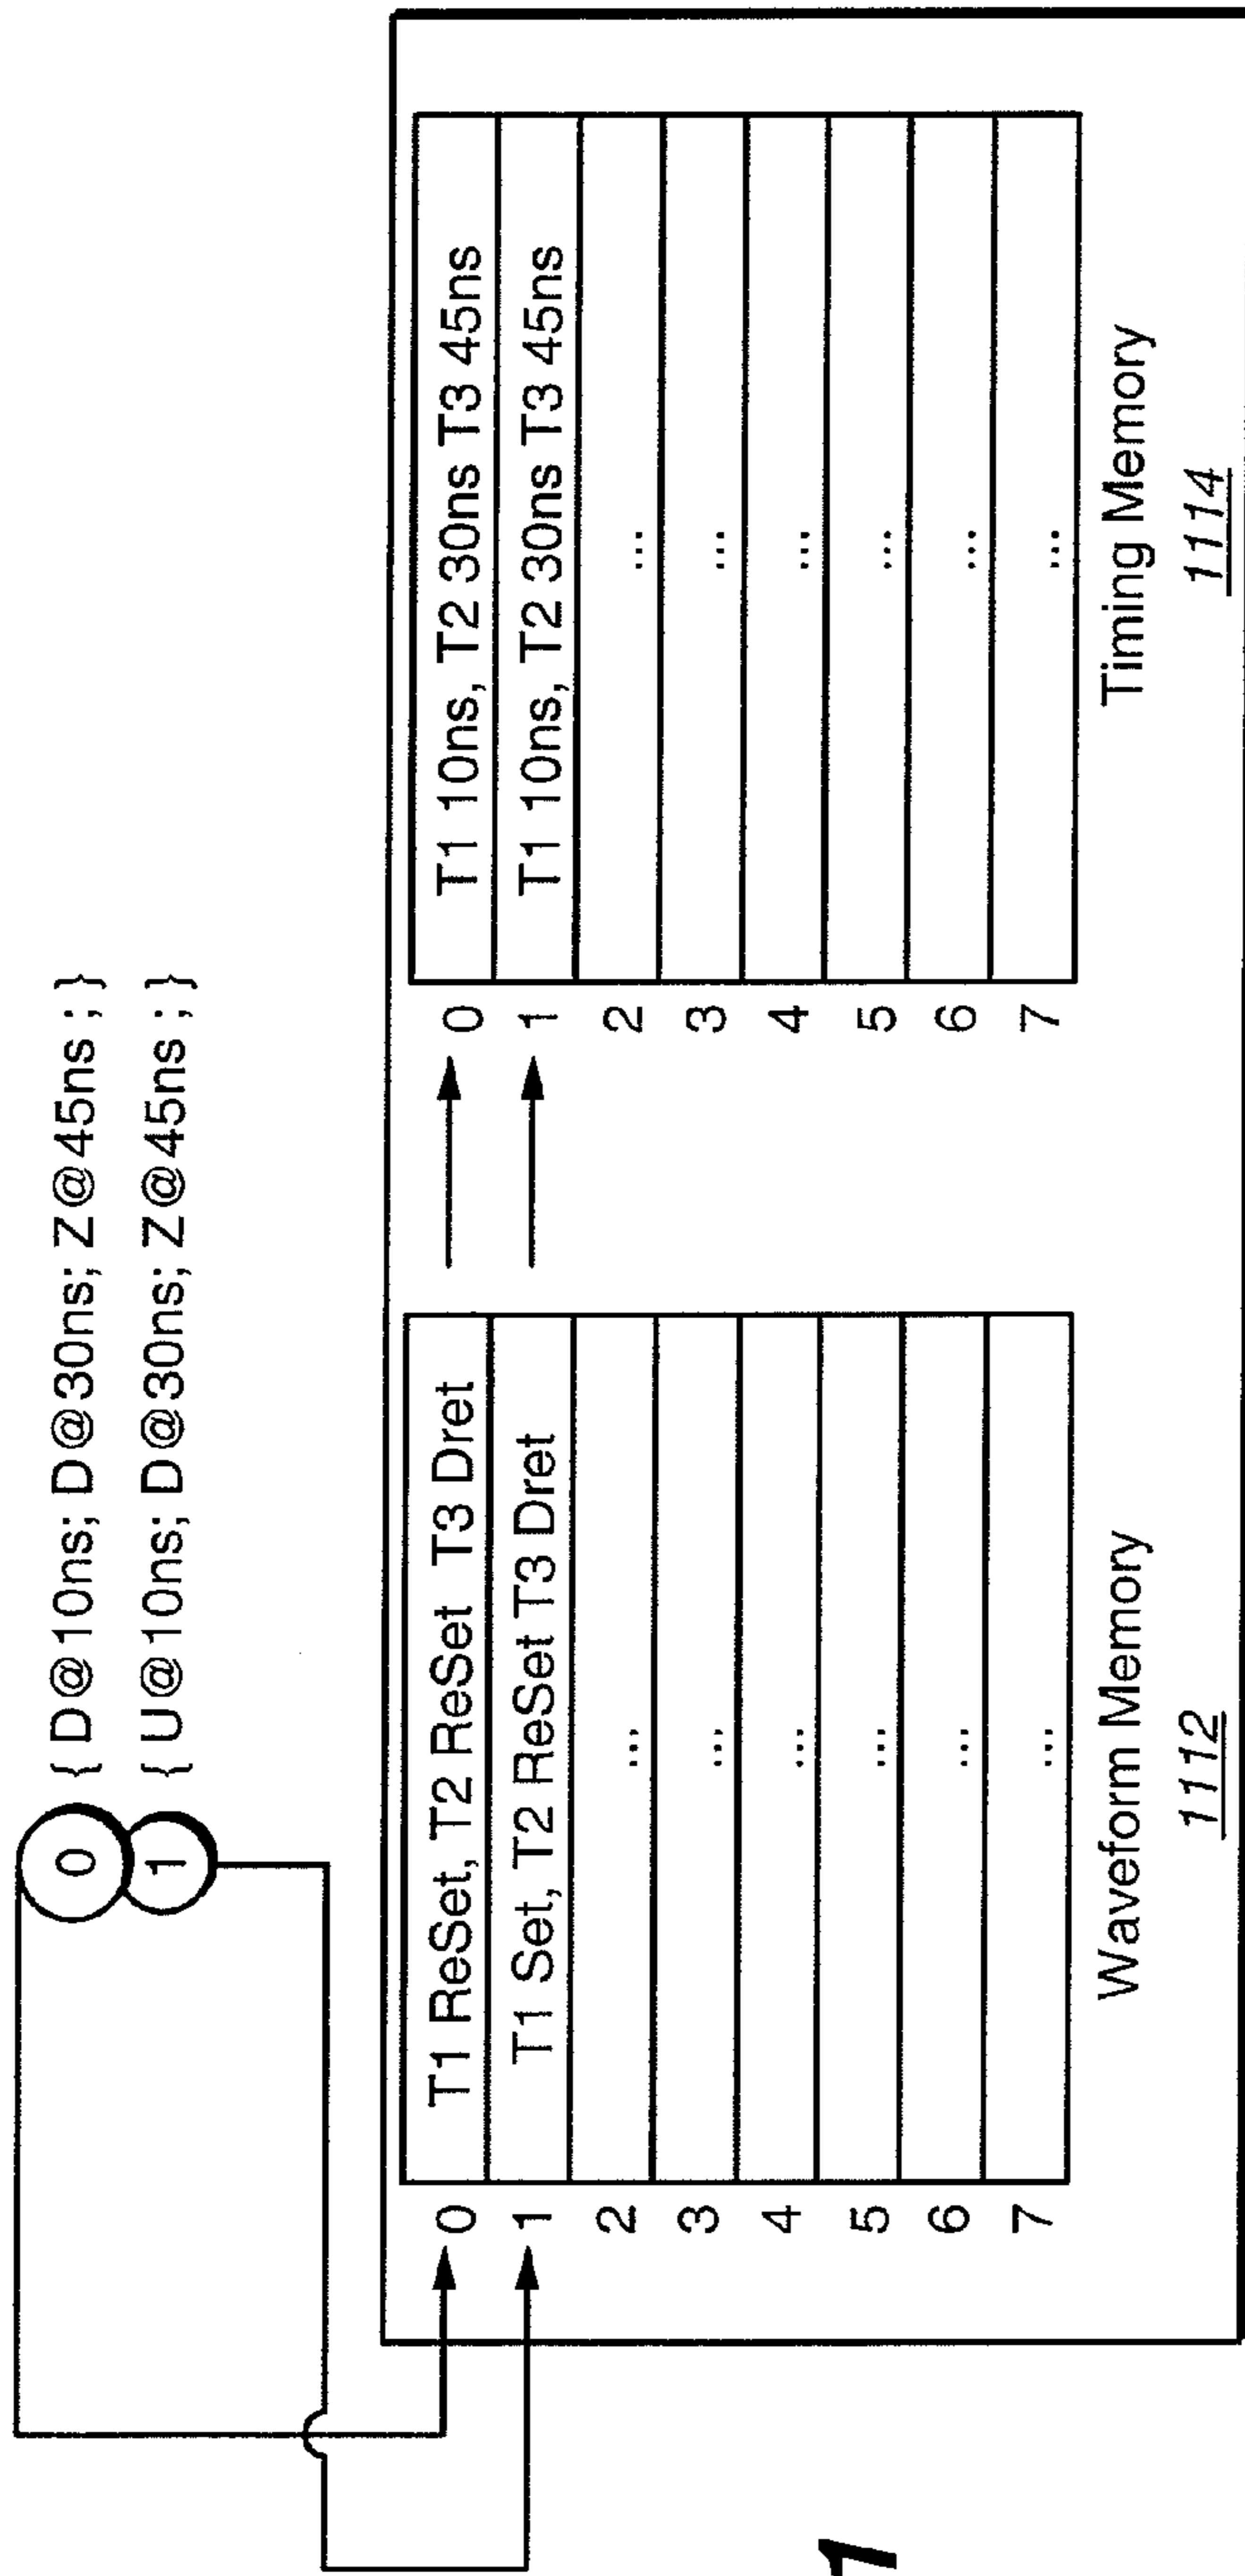 0 { D@10ns; D@30ns; Z@45ns ; }
1 { U@10ns; D@30ns; Z@45ns ; }
0 T1 ReSet, T2 ReSet T3 Dret
1 T1 Set, T2 ReSet T3 Dret
2 ...
3 ...
4 ...
5 ...
6 ...
7 ...
Waveform Memory
1112
0 T1 10ns, T2 30ns T3 45ns
1 T1 10ns, T2 30ns T3 45ns
2 ...
3 ...
4 ...
5 ...
6 ...
7 ...
Timing Memory
1114